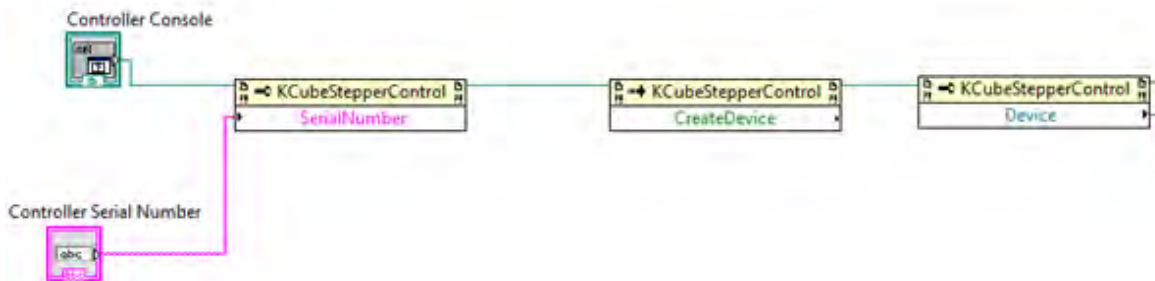 Controller Console
KCubeStepperControl
SerialNumber
KCubeStepperControl
CreateDevice
KCubeStepperControl
Device
Controller Serial Number
abc